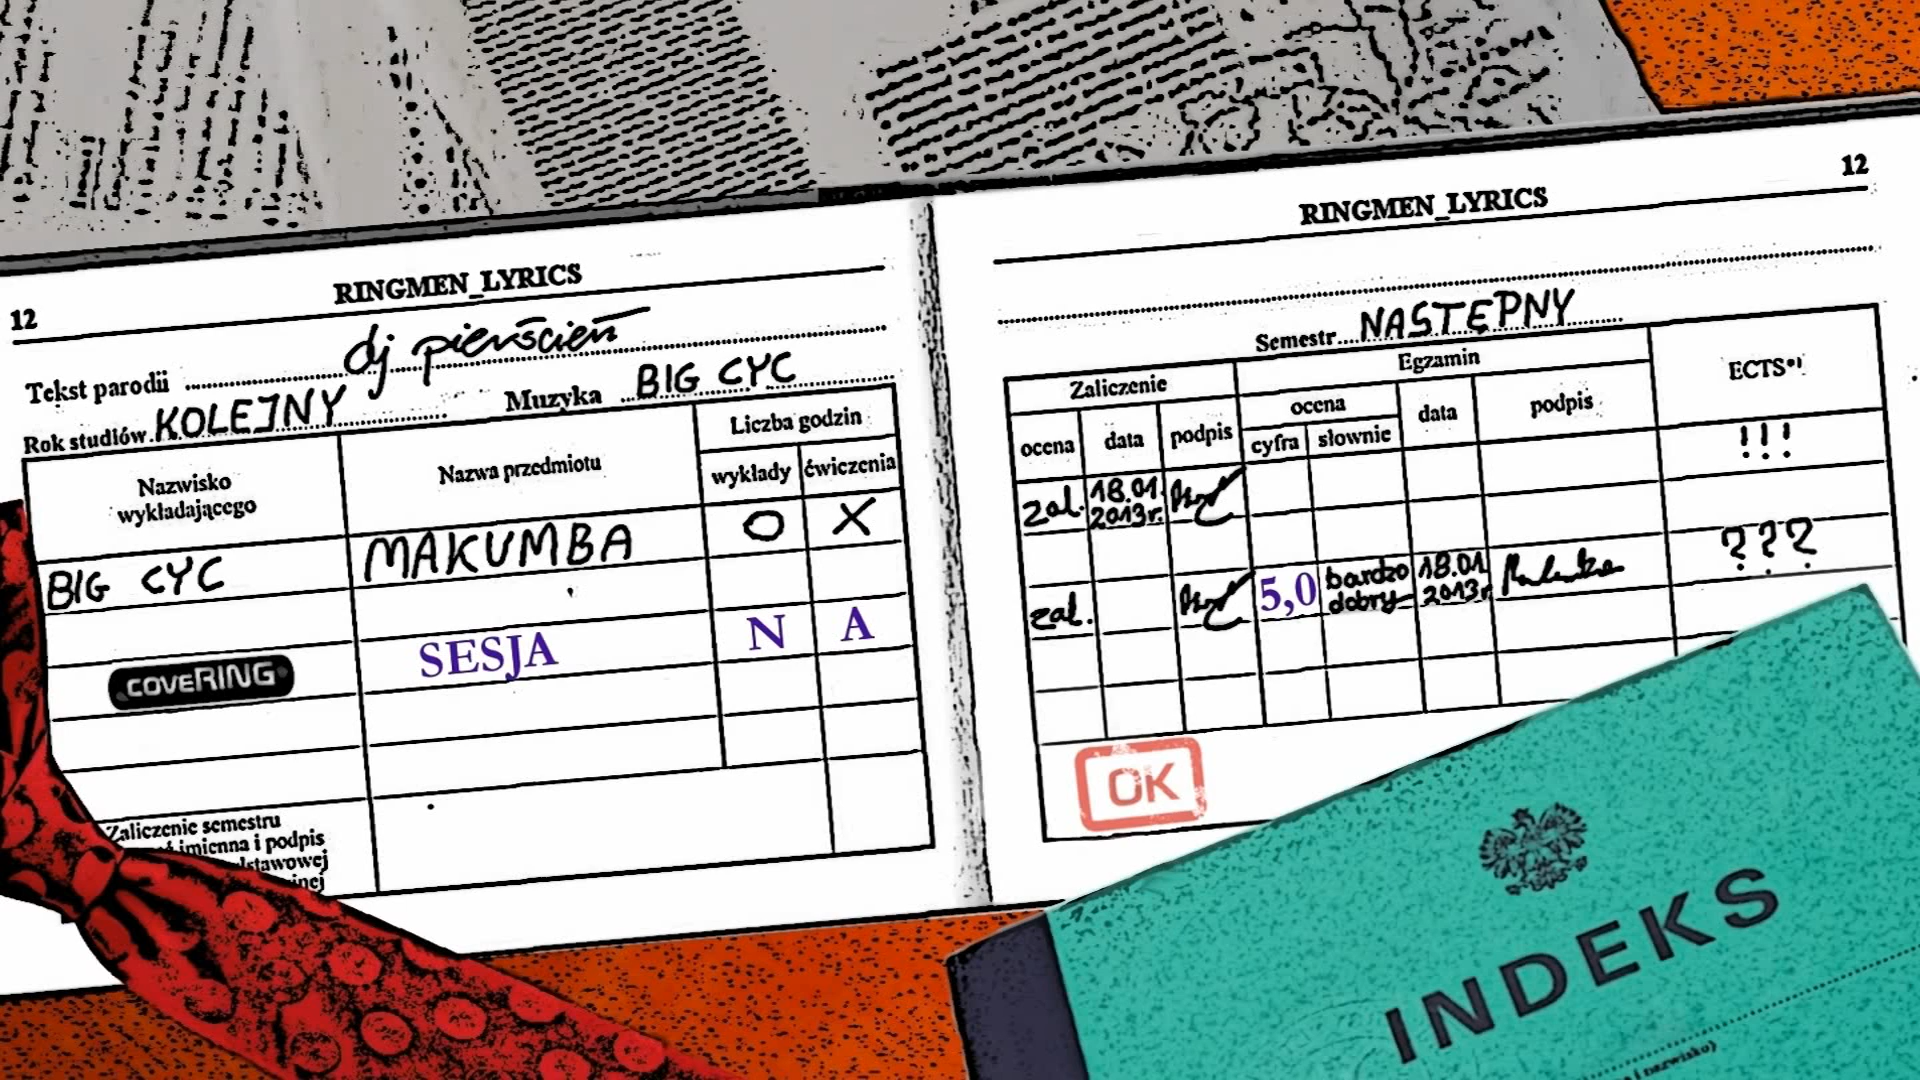 12
RINGMEN_LYRICS
Tekst parodii dj pierścień
Rok studiów KOLEJNY Muzyka BIG CYC
Nazwisko wykładającego
Nazwa przedmiotu
Liczba godzin
wykłady ćwiczenia
BIG CYC MAKUMBA O X
COVERING SESJA N A
Zaliczenie semestru
imienna i podpis
12
RINGMEN_LYRICS
Semestr NASTĘPNY
Zaliczenie Egzamin ECTS
ocena data podpis ocena data podpis
cyfra słownie
zal. 18.01.2013r. !!!
zal. 5,0 bardzo dobry 18.01.2013r. ???
OK
INDEKS